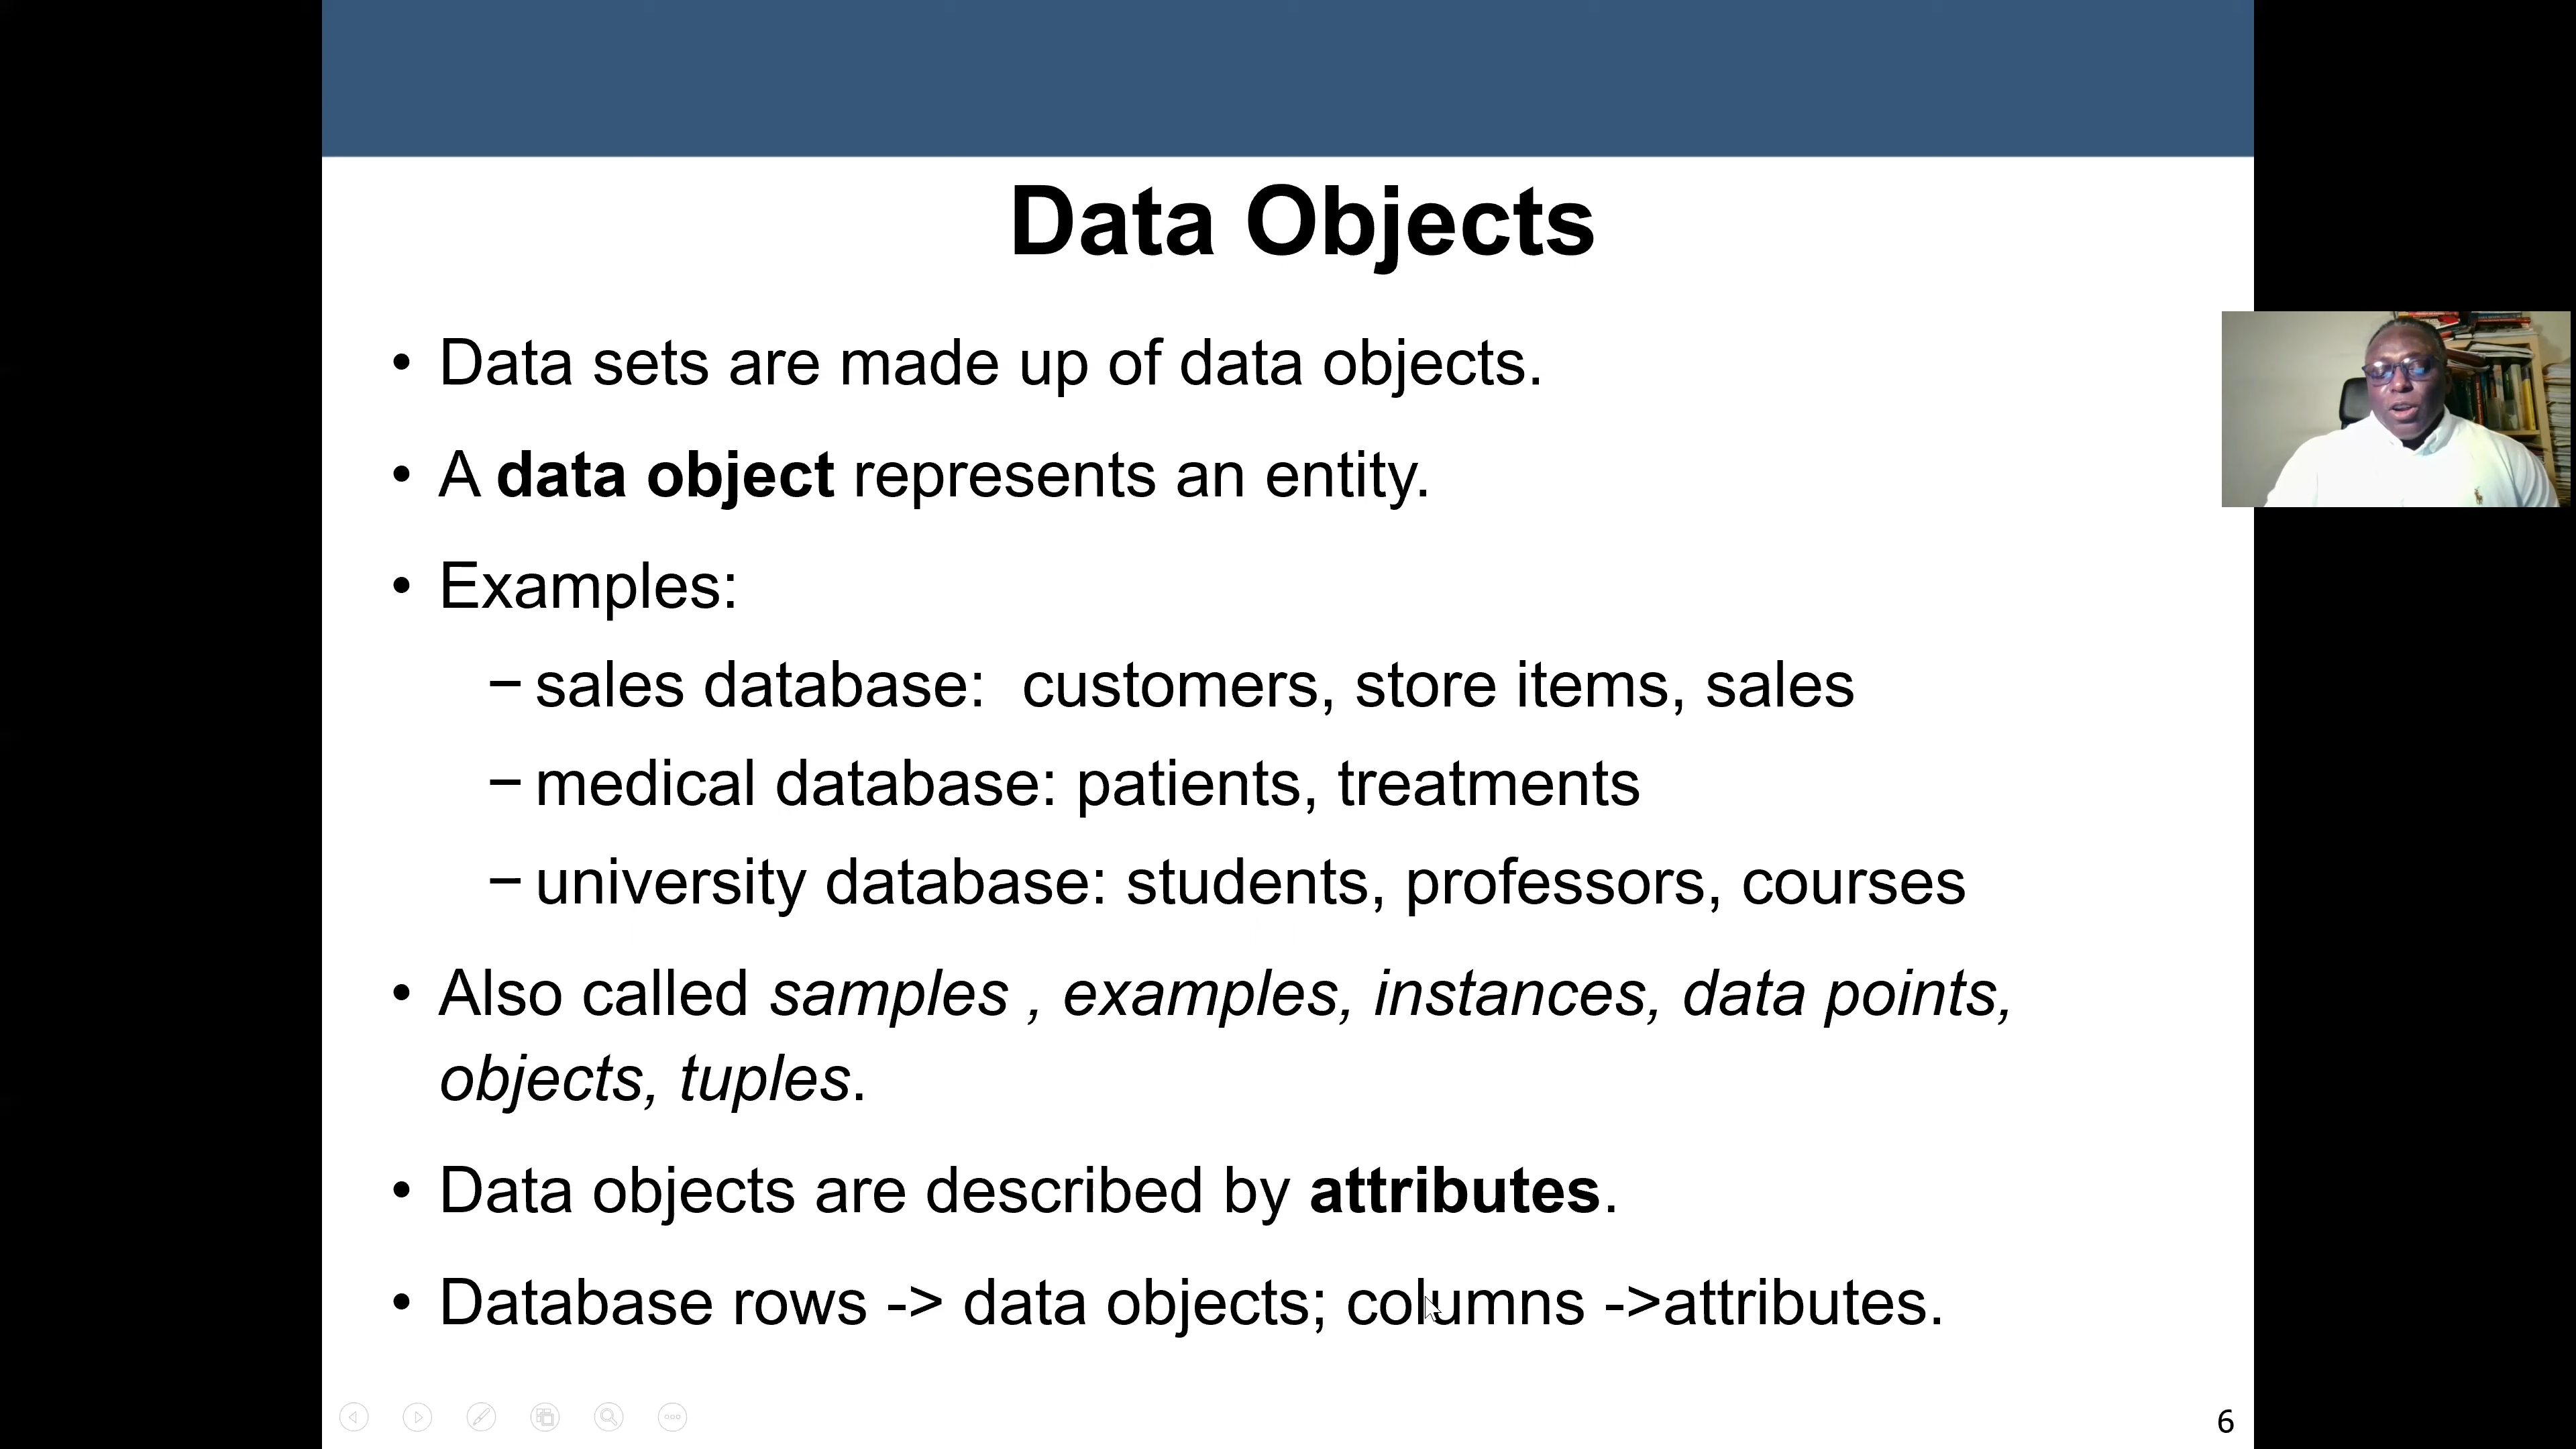 Data Objects
• Data sets are made up of data objects.
• A data object represents an entity.
• Examples:
– sales database:  customers, store items, sales
– medical database: patients, treatments
– university database: students, professors, courses
• Also called samples , examples, instances, data points,
objects, tuples.
• Data objects are described by attributes.
• Database rows -> data objects; columns ->attributes.
6